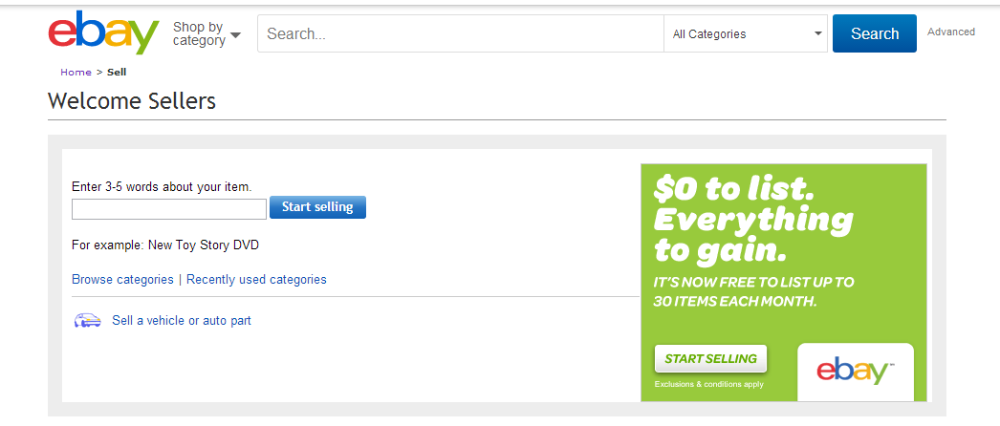 ebay
Shop by
category
Search...
All Categories
Search
Advanced
Home > Sell
Welcome Sellers
Enter 3-5 words about your item.
Start selling
For example: New Toy Story DVD
Browse categories | Recently used categories
Sell a vehicle or auto part
$0 to list.
Everything
to gain.
IT'S NOW FREE TO LIST UP TO
30 ITEMS EACH MONTH.
START SELLING
Exclusions & conditions apply
ebay™